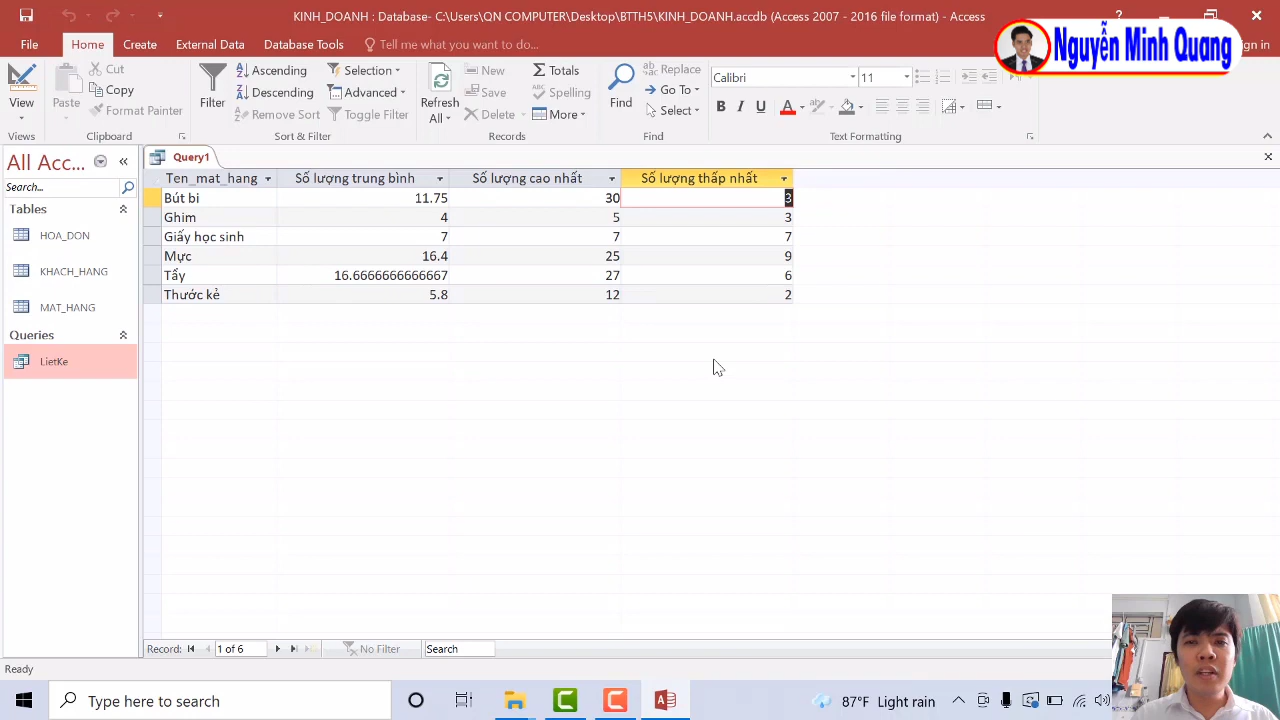 KINH_DOANH : Database- C:\Users\QN COMPUTER\Desktop\BTTH5\KINH_DOANH.accdb (Access 2007 - 2016 file format) - Access
File Home Create External Data Database Tools Tell me what you want to do... ign in
Nguyễn Minh Quang
View
Views
Paste
Cut
Copy
Format Painter
Clipboard
Filter
Ascending
Descending
Remove Sort
Selection
Advanced
Toggle Filter
Sort & Filter
Refresh All
New
Save
Delete
Totals
Spelling
More
Records
Find
Replace
Go To
Select
Find
Calibri 11
B I U A
Text Formatting
All Acc...
Search...
Tables
HOA_DON
KHACH_HANG
MAT_HANG
Queries
LietKe
Query1
Ten_mat_hang Số lượng trung bình Số lượng cao nhất Số lượng thấp nhất
Bút bi 11.75 30 3
Ghim 4 5 3
Giấy học sinh 7 7 7
Mực 16.4 25 9
Tẩy 16.6666666666667 27 6
Thước kẻ 5.8 12 2
Record: 1 of 6 No Filter Search
Ready
Type here to search
87°F Light rain